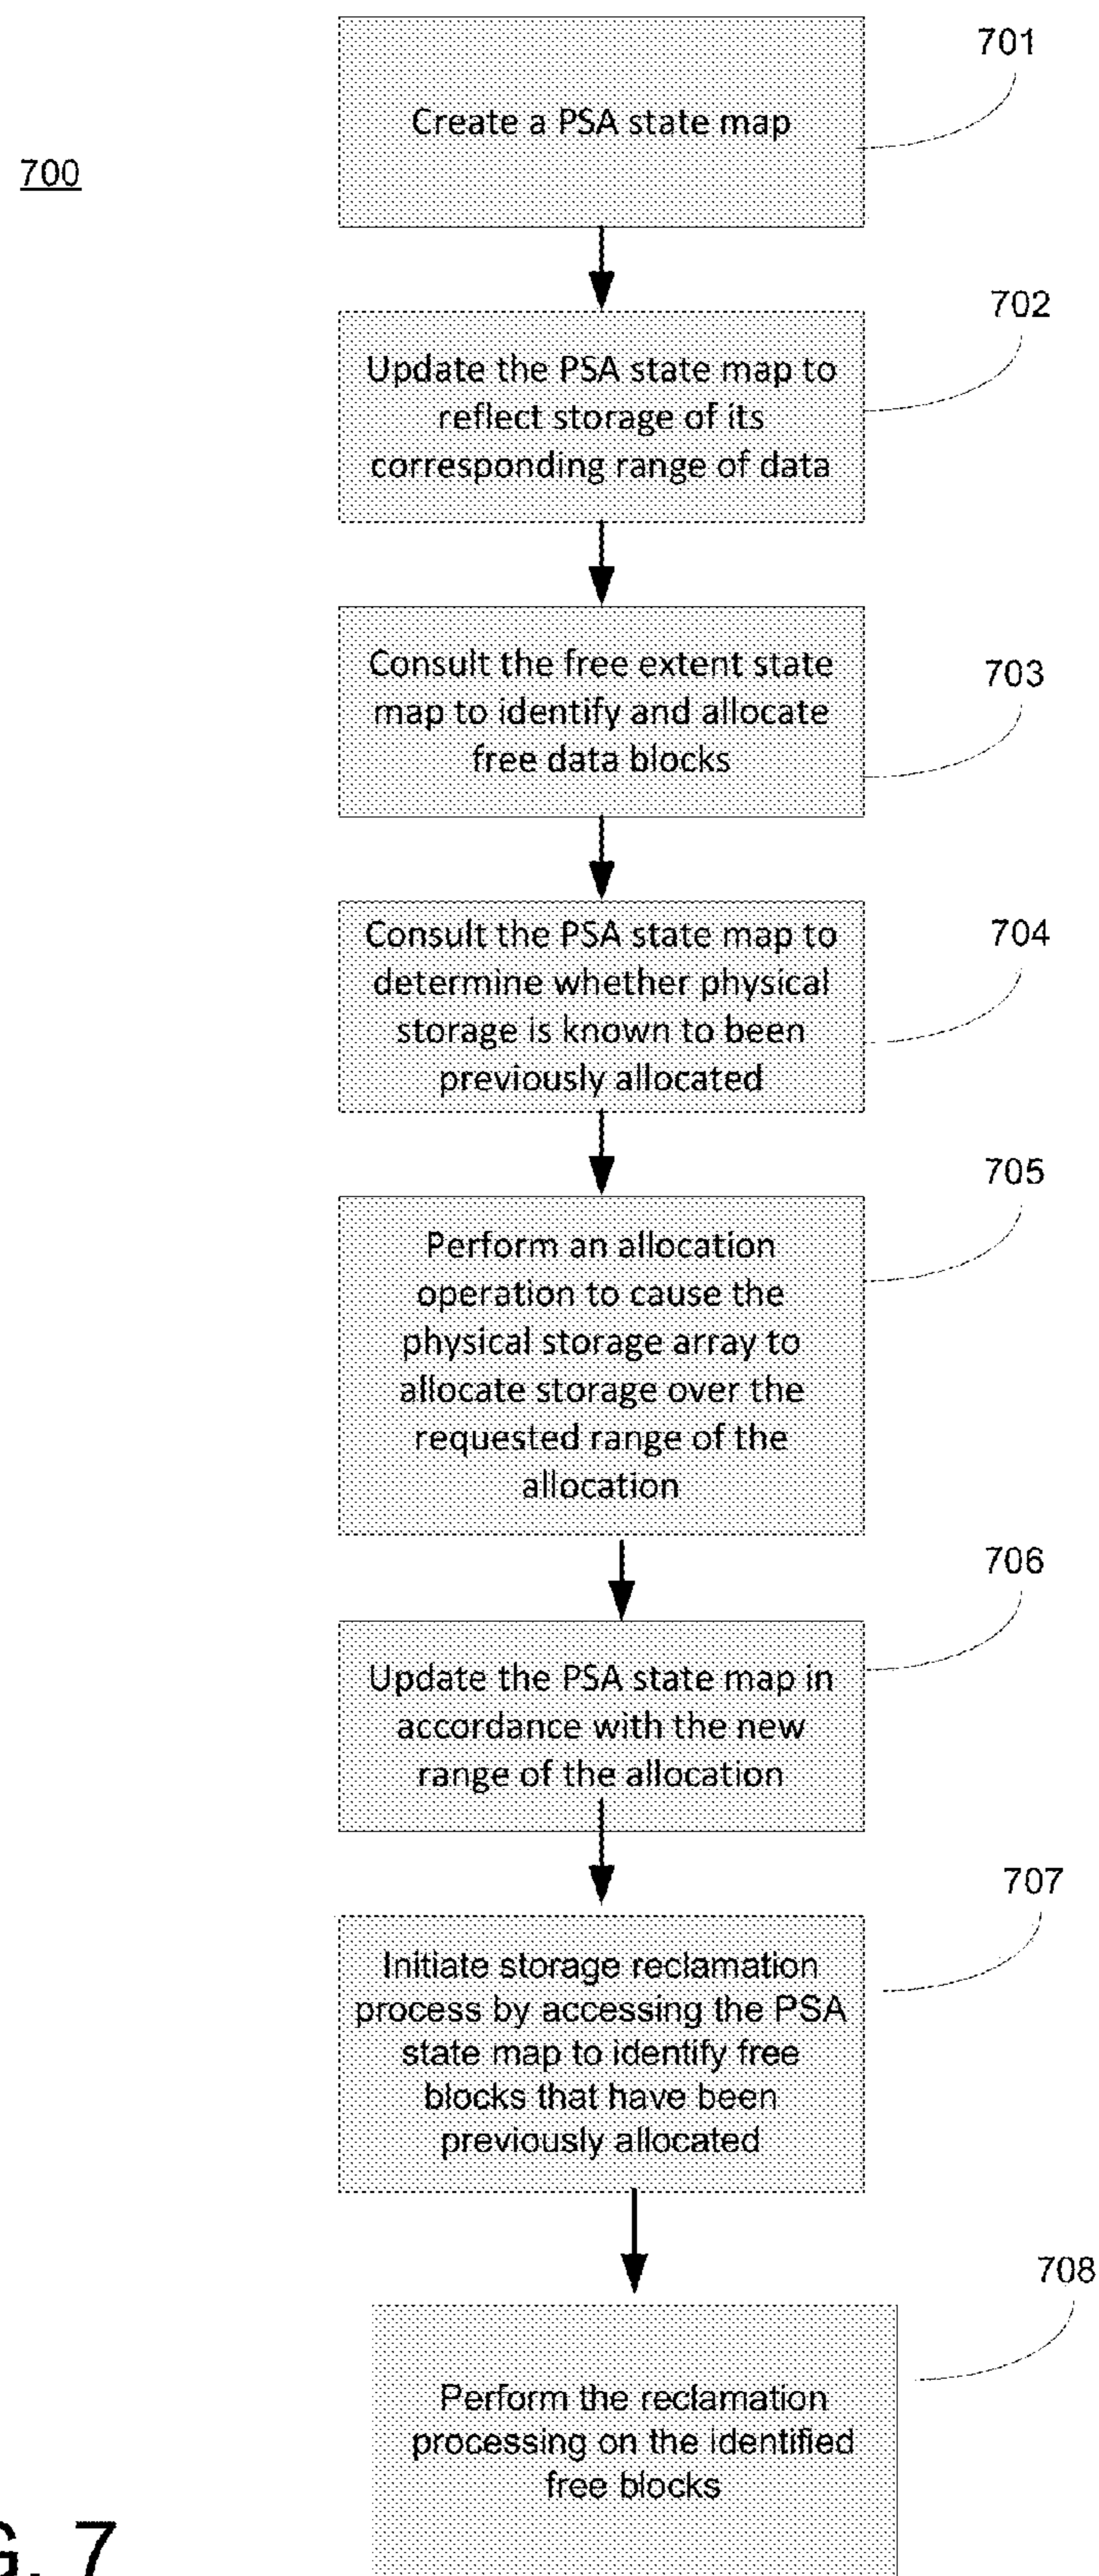 700
701
Create a PSA state map
702
Update the PSA state map to
reflect storage of its
corresponding range of data
703
Consult the free extent state
map to identify and allocate
free data blocks
704
Consult the PSA state map to
determine whether physical
storage is known to been
previously allocated
705
Perform an allocation
operation to cause the
physical storage array to
allocate storage over the
requested range of the
allocation
706
Update the PSA state map in
accordance with the new
range of the allocation
707
Initiate storage reclamation
process by accessing the PSA
state map to identify free
blocks that have been
previously allocated
708
Perform the reclamation
processing on the identified
free blocks
G. 7